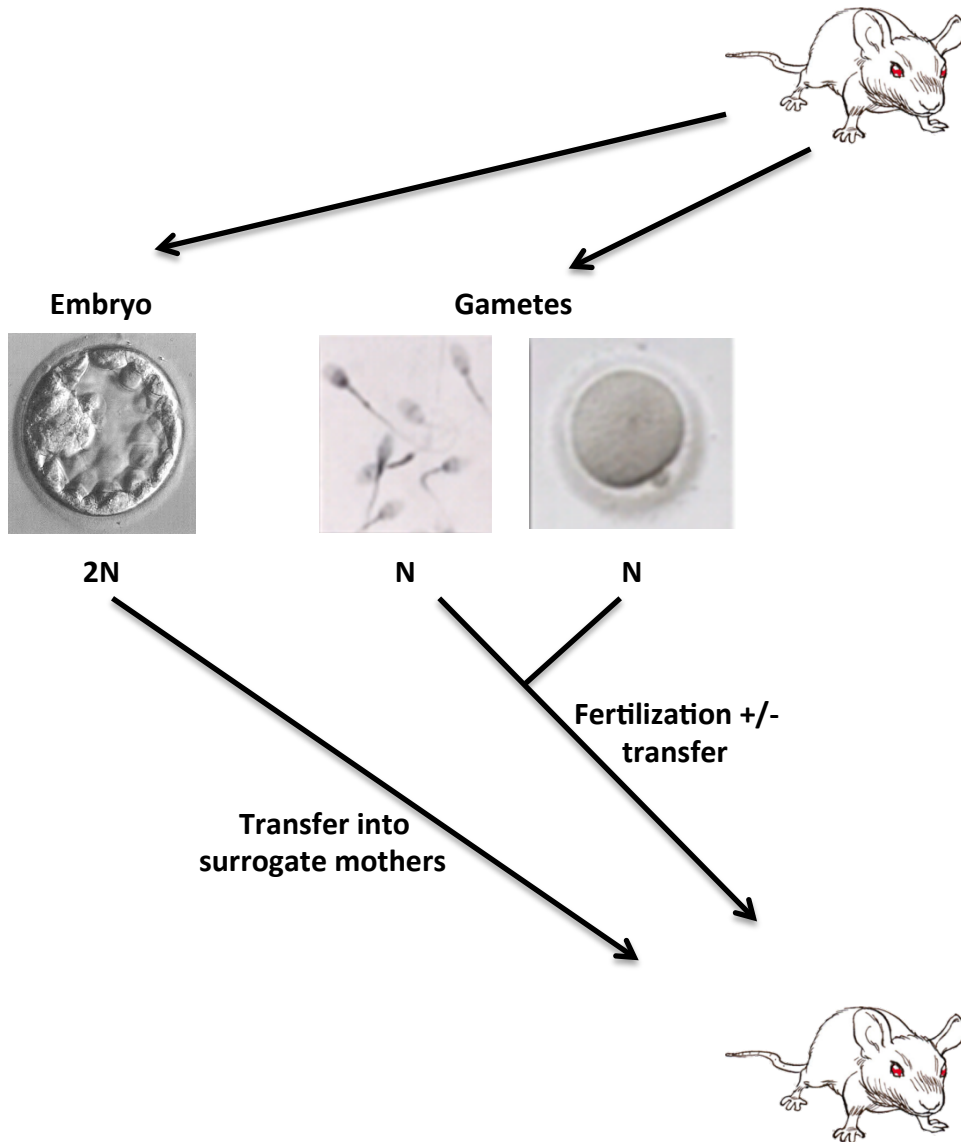 Embryo
Gametes
2N
N
N
Fertilization +/-
transfer
Transfer into
surrogate mothers